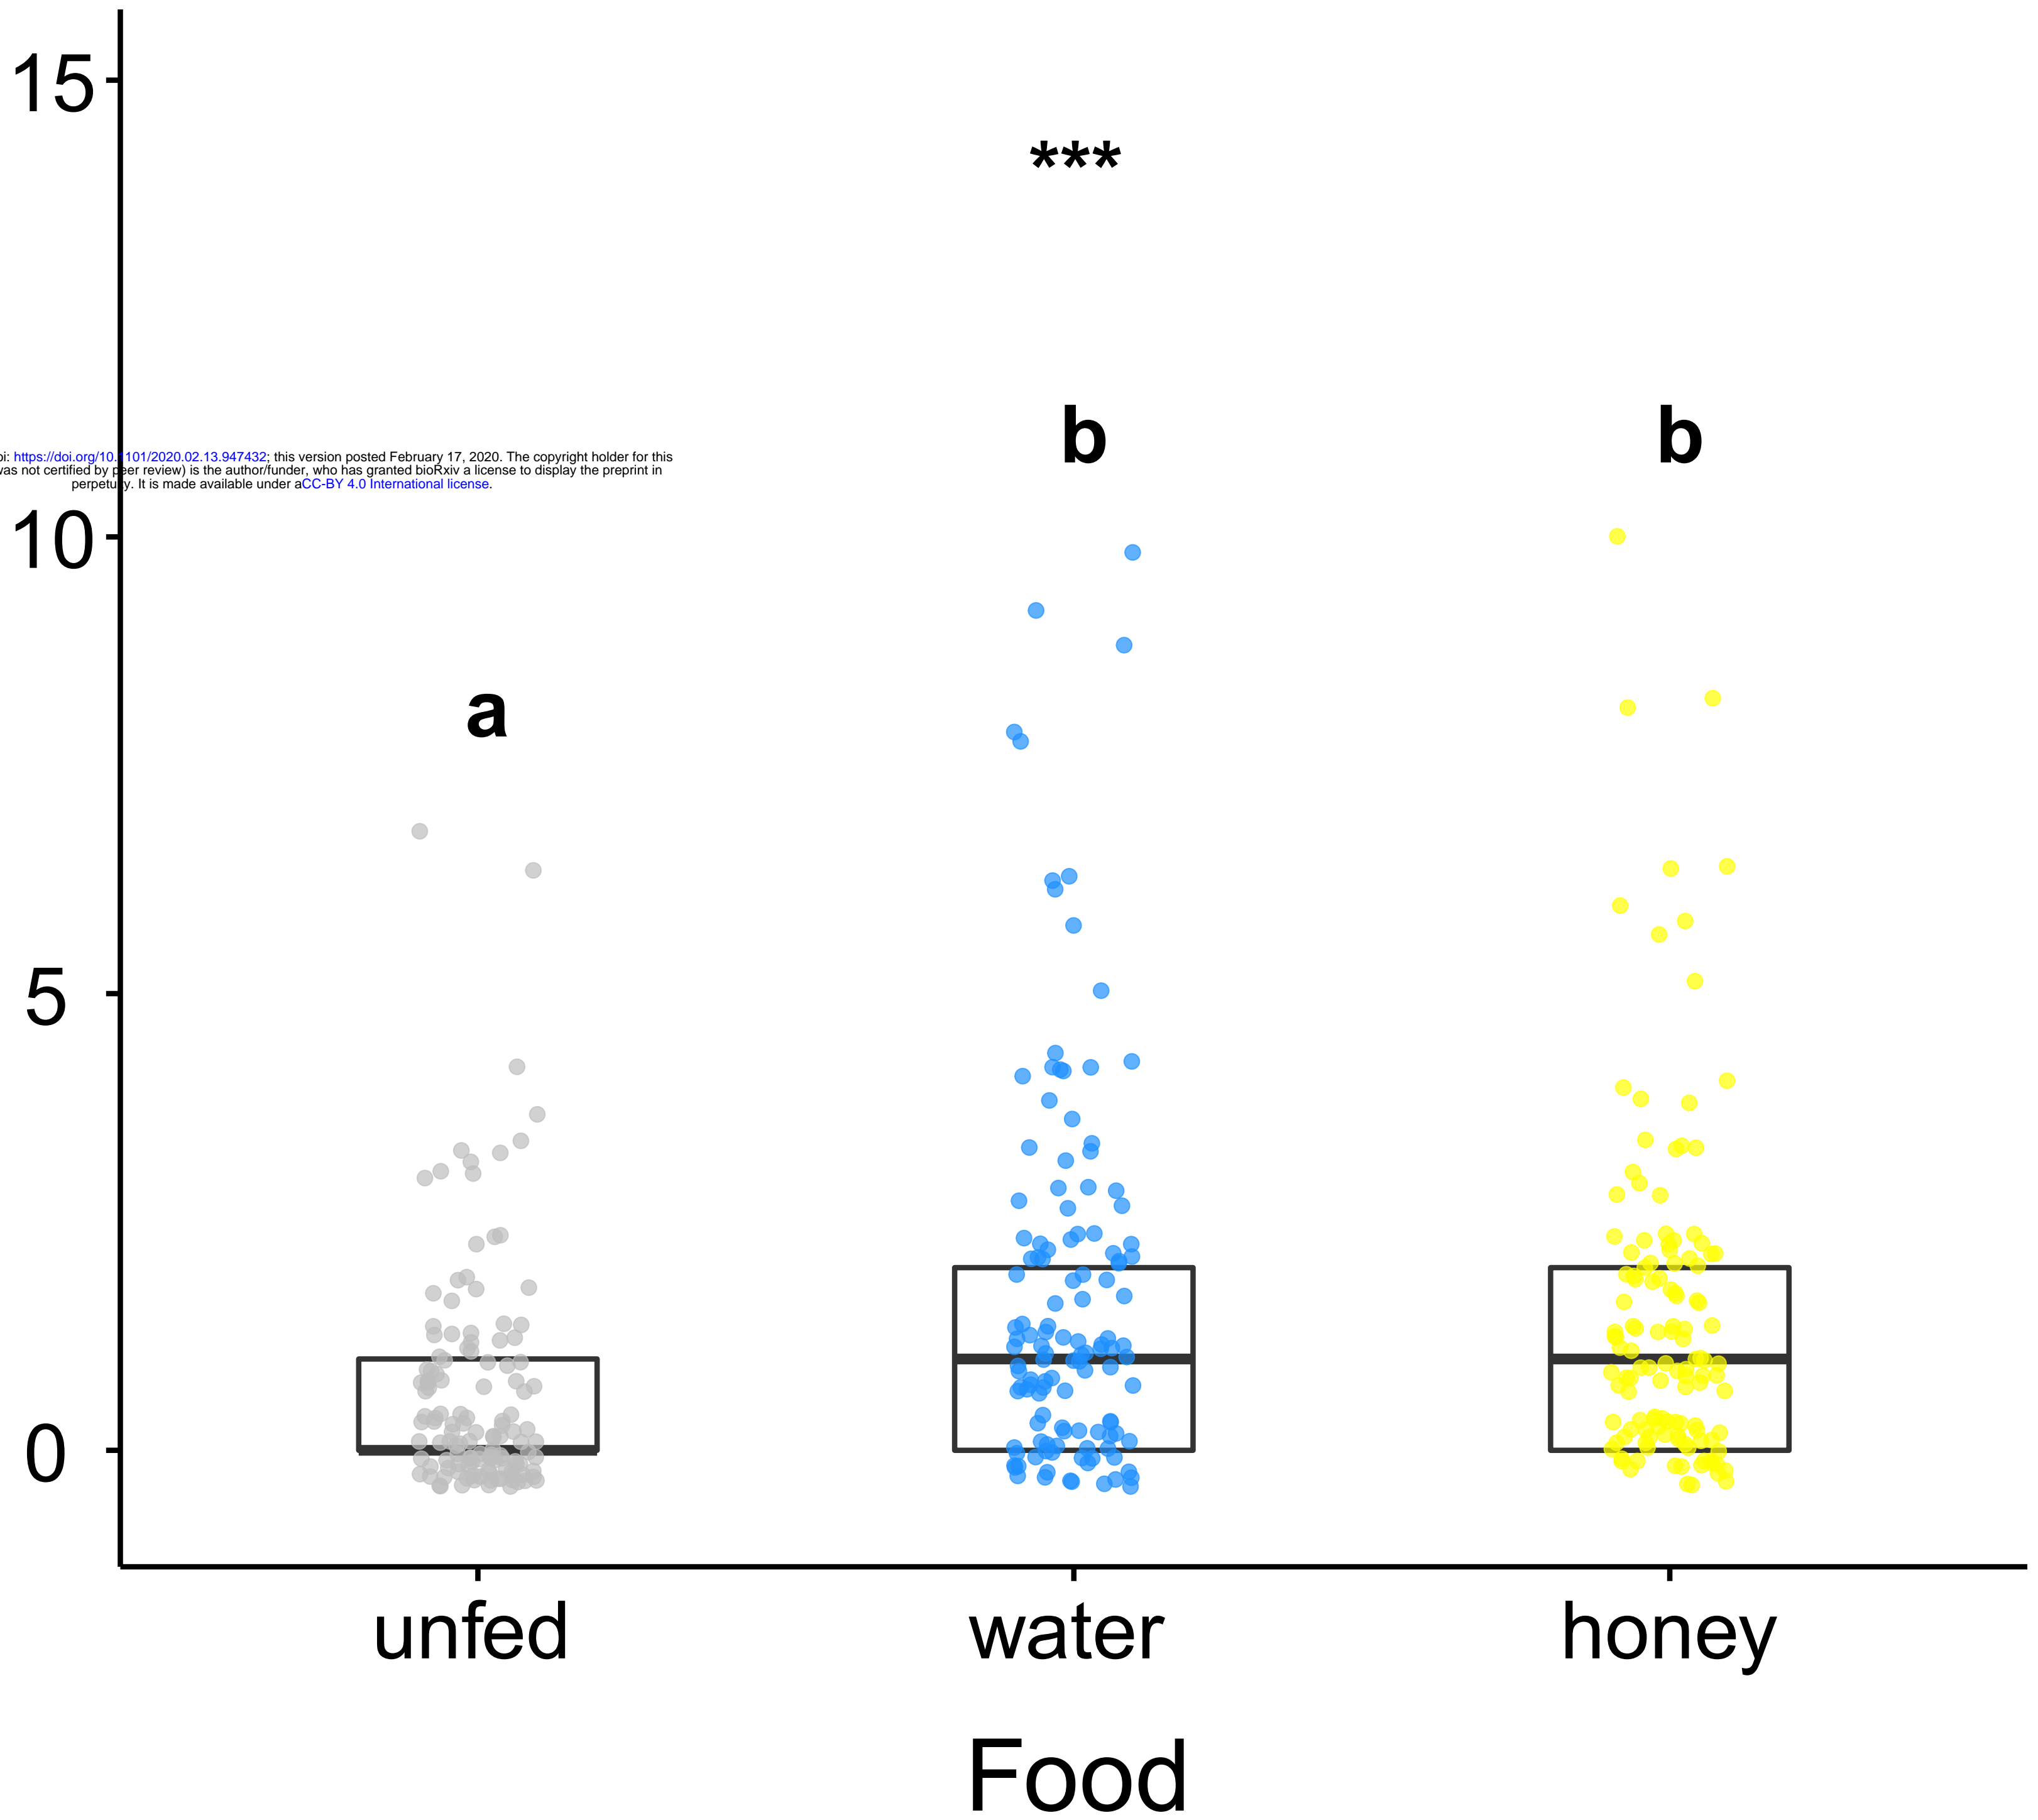 15
***
b b
oi: https://doi.org/10.1101/2020.02.13.947432; this version posted February 17, 2020. The copyright holder for this
was not certified by peer review) is the author/funder, who has granted bioRxiv a license to display the preprint in
perpetuity. It is made available under aCC-BY 4.0 International license.
10
a
5
0
unfed water honey
Food